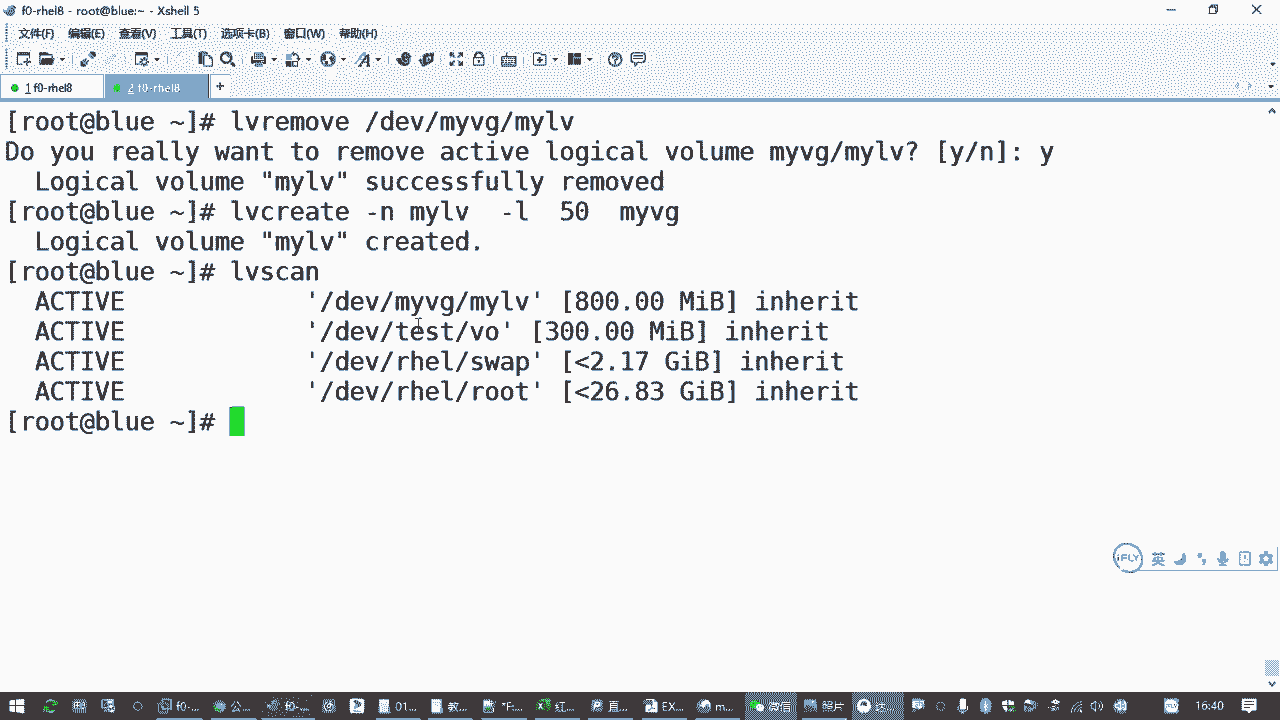 f0-rhel8 - root@blue:~ - Xshell 5
文件(F) 编辑(E) 查看(V) 工具(T) 选项卡(B) 窗口(W) 帮助(H)
1 f0-rhel8 2 f0-rhel8 +
[root@blue ~]# lvremove /dev/myvg/mylv
Do you really want to remove active logical volume myvg/mylv? [y/n]: y
Logical volume "mylv" successfully removed
[root@blue ~]# lvcreate -n mylv  -l  50  myvg
Logical volume "mylv" created.
[root@blue ~]# lvscan
ACTIVE            '/dev/myvg/mylv' [800.00 MiB] inherit
ACTIVE            '/dev/test/vo' [300.00 MiB] inherit
ACTIVE            '/dev/rhel/swap' [<2.17 GiB] inherit
ACTIVE            '/dev/rhel/root' [<26.83 GiB] inherit
[root@blue ~]#
iFLY 英
f0-... 公... f0-... 01... 教... 下... 红... 直... EX... m... 微信 照片 16:40